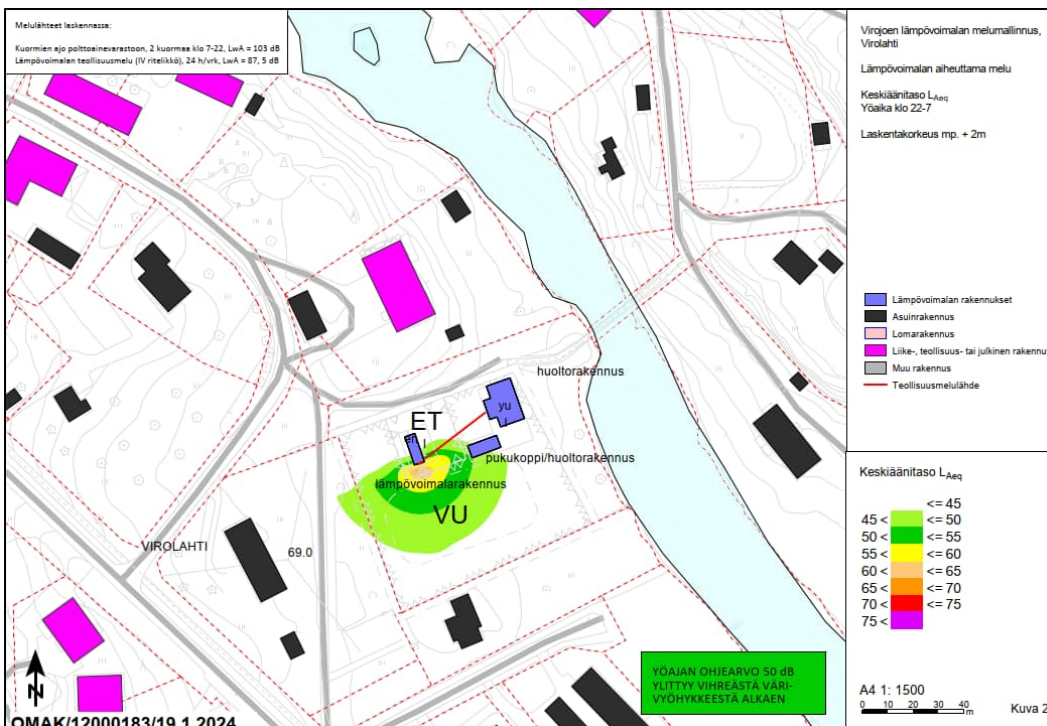 Melulähteet laskennassa:
Kuormien ajo polttoainevarastoon, 2 kuormaa klo 7-22, LwA = 103 dB
Lämpövoimalan teollisuusmelu (IV ritelikkö), 24 h/vrk, LwA = 87, 5 dB
Virojoen lämpövoimalan melumallinnus,
Virolahti
Lämpövoimalan aiheuttama melu
Keskiäänitaso LAeq
Yöaika klo 22-7
Laskentakorkeus mp. + 2m
Lämpövoimalan rakennukset
Asuinrakennus
Lomarakennus
Liike-, teollisuus- tai julkinen rakennu
Muu rakennus
Teollisuusmelulähde
huoltorakennus
yu
ET
pukukoppi/huoltorakennus
lämpövoimalarakennus
VU
VIROLAHTI
69.0
Keskiäänitaso LAeq
<= 45
45 < <= 50
50 < <= 55
55 < <= 60
60 < <= 65
65 < <= 70
70 < <= 75
75 <
YÖAJAN OHJEARVO 50 dB
YLITTYY VIHREÄSTÄ VÄRI-
VYÖHYKKEESTÄ ALKAEN
A4 1: 1500
0 10 20 30 40
m
Kuva 2
N
OMAK/12000183/19.1.2024